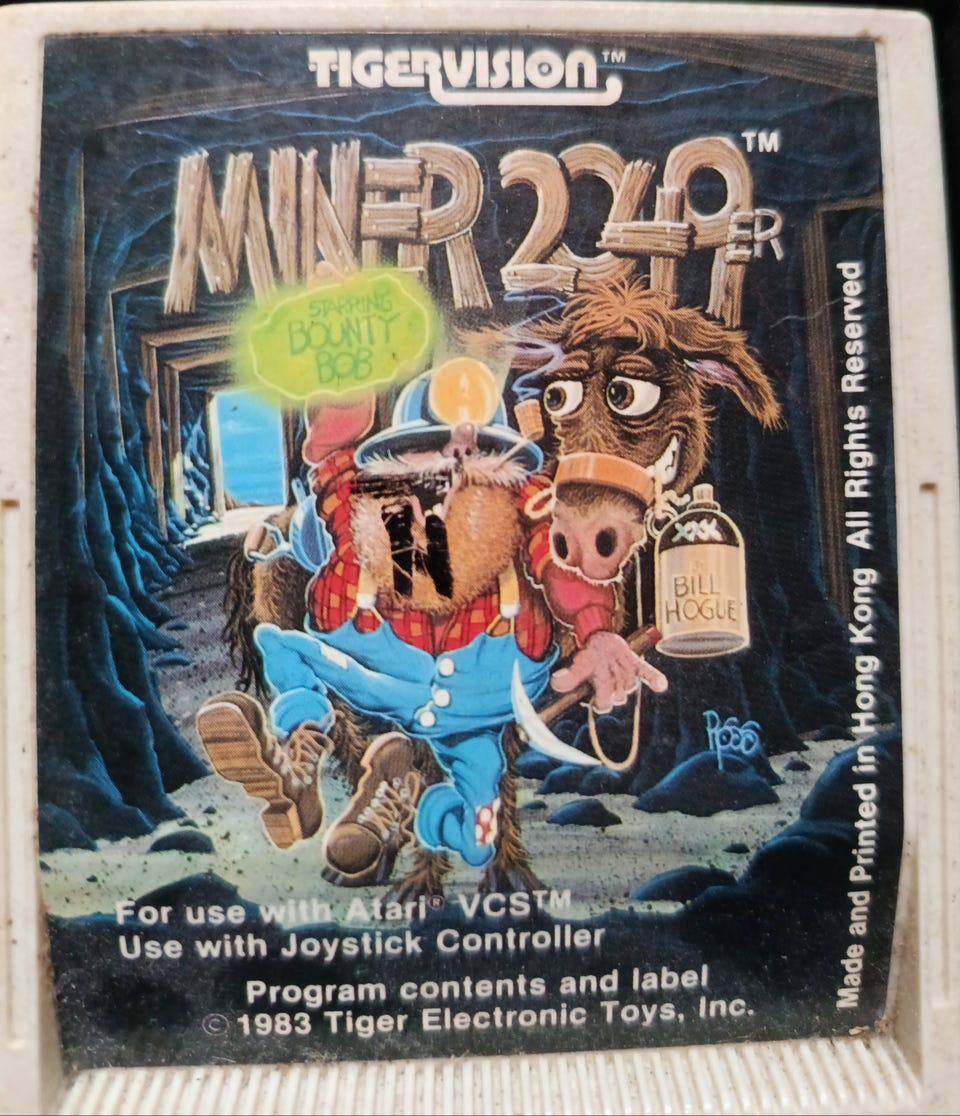 TIGERVISION™
MINER 2049ER™
STARRING
BOUNTY
BOB
XXX
BY
BILL
HOGUE
ROSS
For use with Atari® VCS™
Use with Joystick Controller
Program contents and label
© 1983 Tiger Electronic Toys, Inc.
Made and Printed in Hong Kong All Rights Reserved